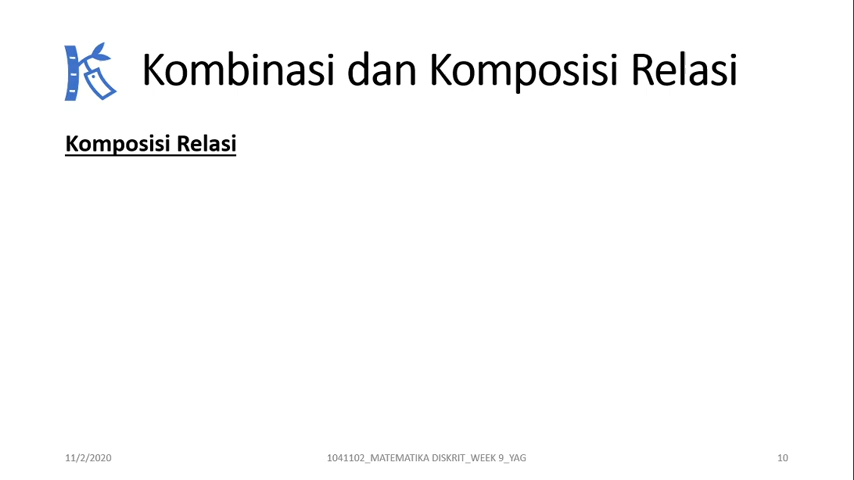 Kombinasi dan Komposisi Relasi
Komposisi Relasi
11/2/2020
1041102_MATEMATIKA DISKRIT_WEEK 9_YAG
10